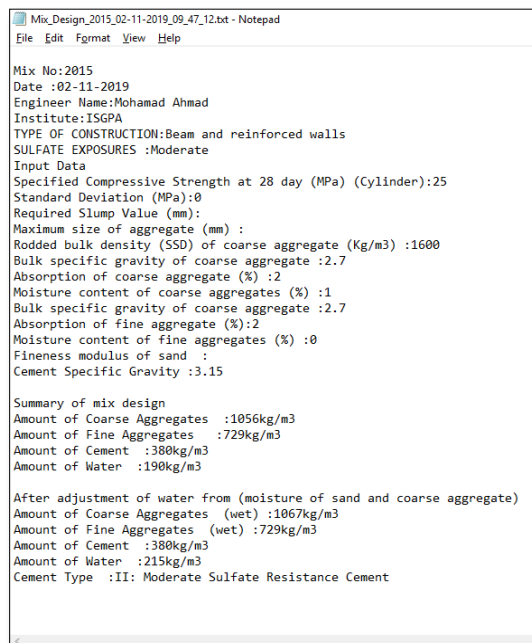 Mix_Design_2015_02-11-2019_09_47_12.txt - Notepad
File Edit Format View Help
Mix No:2015
Date :02-11-2019
Engineer Name:Mohamad Ahmad
Institute:ISGPA
TYPE OF CONSTRUCTION:Beam and reinforced walls
SULFATE EXPOSURES :Moderate
Input Data
Specified Compressive Strength at 28 day (MPa) (Cylinder):25
Standard Deviation (MPa):0
Required Slump Value (mm):
Maximum size of aggregate (mm) :
Rodded bulk density (SSD) of coarse aggregate (Kg/m3) :1600
Bulk specific gravity of coarse aggregate :2.7
Absorption of coarse aggregate (%) :2
Moisture content of coarse aggregates (%) :1
Bulk specific gravity of coarse aggregate :2.7
Absorption of fine aggregate (%):2
Moisture content of fine aggregates (%) :0
Fineness modulus of sand  :
Cement Specific Gravity :3.15
Summary of mix design
Amount of Coarse Aggregates  :1056kg/m3
Amount of Fine Aggregates   :729kg/m3
Amount of Cement  :380kg/m3
Amount of Water  :190kg/m3
After adjustment of water from (moisture of sand and coarse aggregate)
Amount of Coarse Aggregates  (wet) :1067kg/m3
Amount of Fine Aggregates  (wet) :729kg/m3
Amount of Cement  :380kg/m3
Amount of Water  :215kg/m3
Cement Type  :II: Moderate Sulfate Resistance Cement